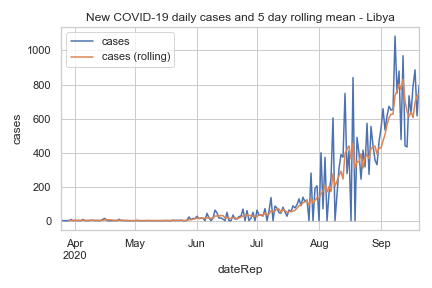 New COVID-19 daily cases and 5 day rolling mean - Libya
cases
cases (rolling)
1000
800
600
400
200
0
cases
Apr
2020
May
Jun
Jul
Aug
Sep
dateRep